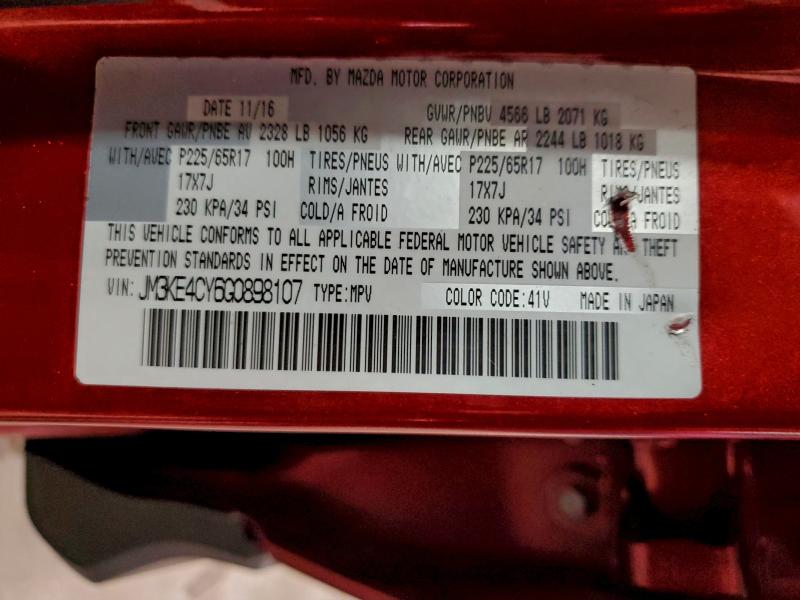 MFD. BY MAZDA MOTOR CORPORATION
DATE 11/16 GVWR/PNBV 4566 LB 2071 KG
FRONT GAWR/PNBE AV 2328 LB 1056 KG REAR GAWR/PNBE AR 2244 LB 1018 KG
WITH/AVEC P225/65R17 100H TIRES/PNEUS WITH/AVEC P225/65R17 100H TIRES/PNEUS
17X7J RIMS/JANTES 17X7J RIMS/JANTES
230 KPA/34 PSI COLD/A FROID 230 KPA/34 PSI COLD/A FROID
THIS VEHICLE CONFORMS TO ALL APPLICABLE FEDERAL MOTOR VEHICLE SAFETY AND THEFT
PREVENTION STANDARDS IN EFFECT ON THE DATE OF MANUFACTURE SHOWN ABOVE.
VIN: JM3KE4CY6G0898107 TYPE:MPV COLOR CODE:41V MADE IN JAPAN